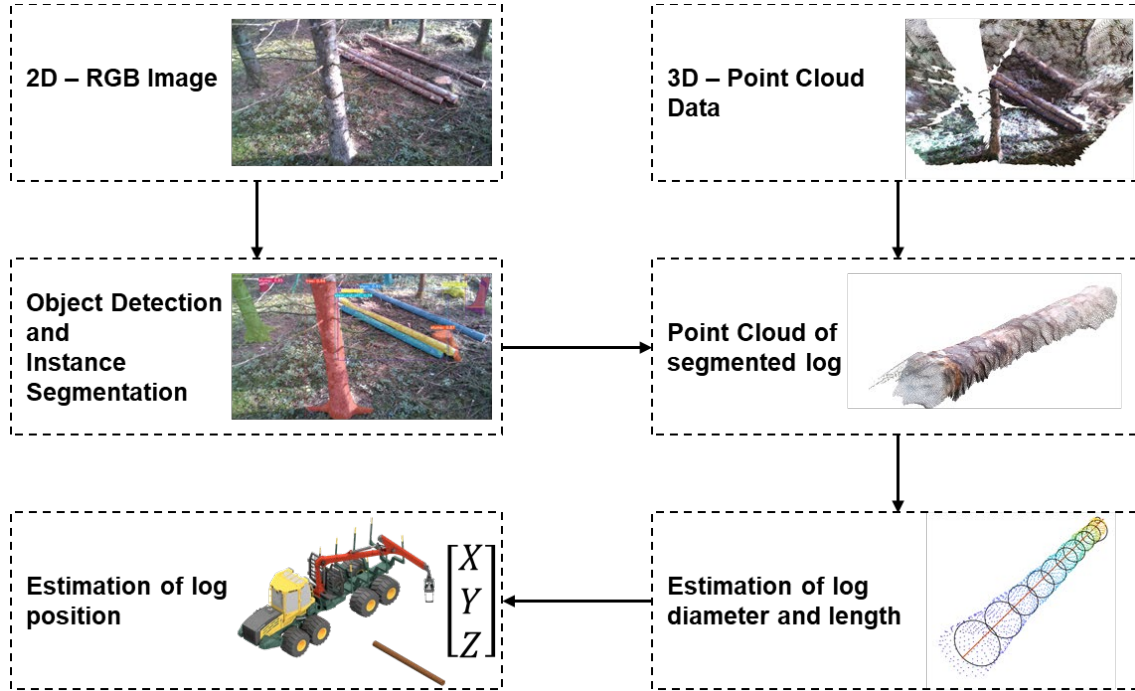 2D – RGB Image
3D – Point Cloud
Data
Object Detection
and
Instance
Segmentation
Point Cloud of
segmented log
Estimation of log
position
X
Y
Z
Estimation of log
diameter and length